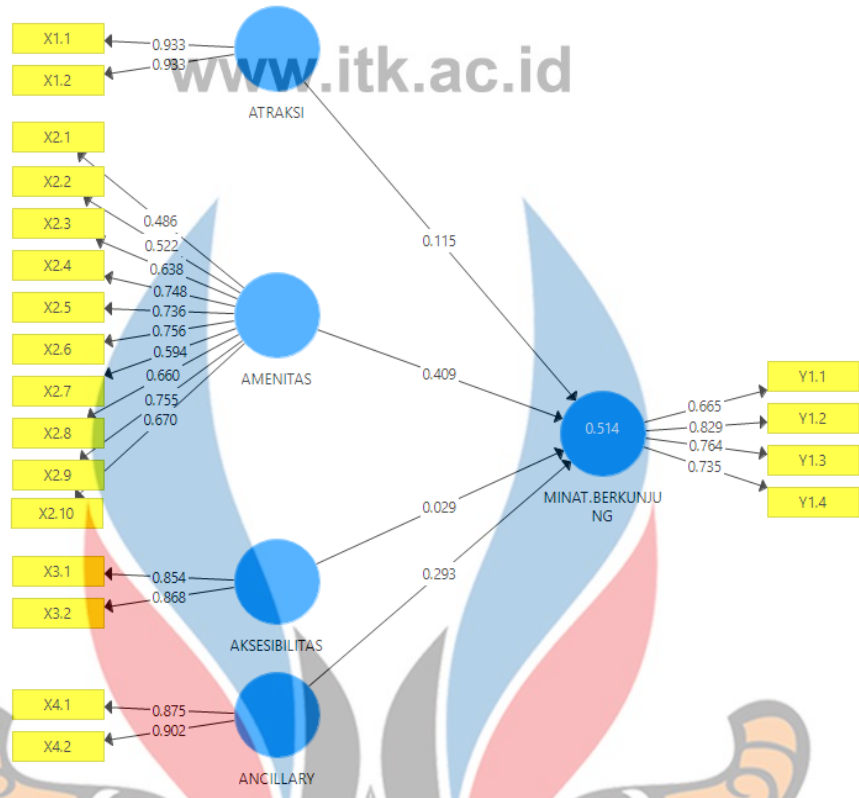 www.itk.ac.id
X1.1
X1.2
0.933
0.933
ATRAKSI
X2.1
X2.2
X2.3
X2.4
X2.5
X2.6
X2.7
X2.8
X2.9
X2.10
0.486
0.522
0.638
0.748
0.736
0.756
0.594
0.660
0.755
0.670
AMENITAS
X3.1
X3.2
0.854
0.868
AKSESIBILITAS
X4.1
X4.2
0.875
0.902
ANCILLARY
0.115
0.409
0.029
0.293
0.514
MINAT.BERKUNJU
NG
0.665
0.829
0.764
0.735
Y1.1
Y1.2
Y1.3
Y1.4